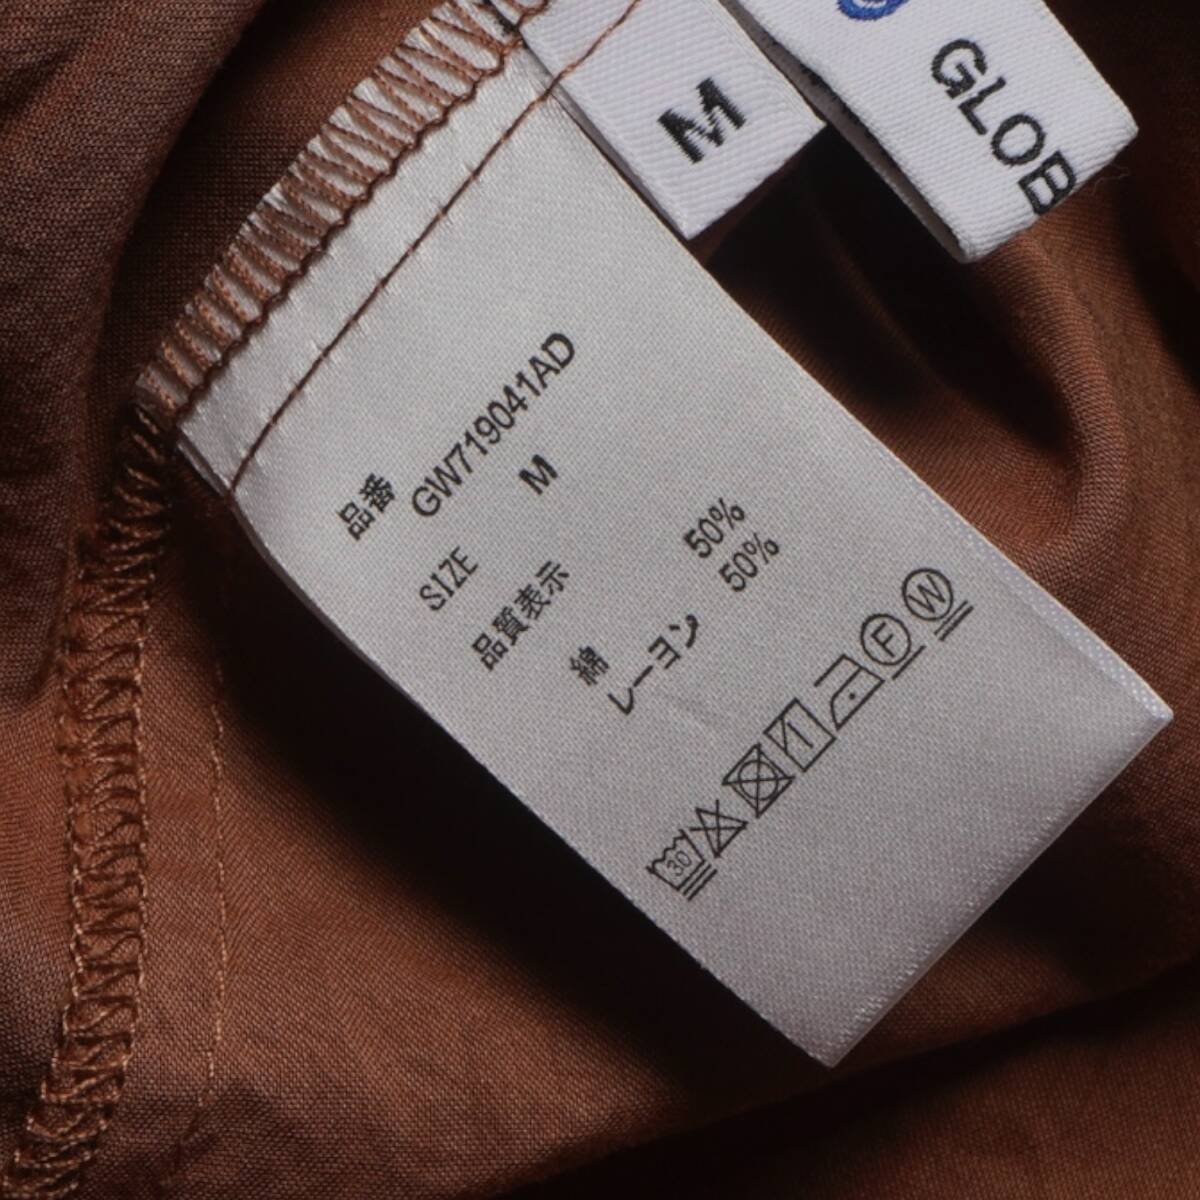 M
GLOB
品番 GW719041AD
SIZE M
品質表示
綿 50%
レーヨン 50%
30 F W